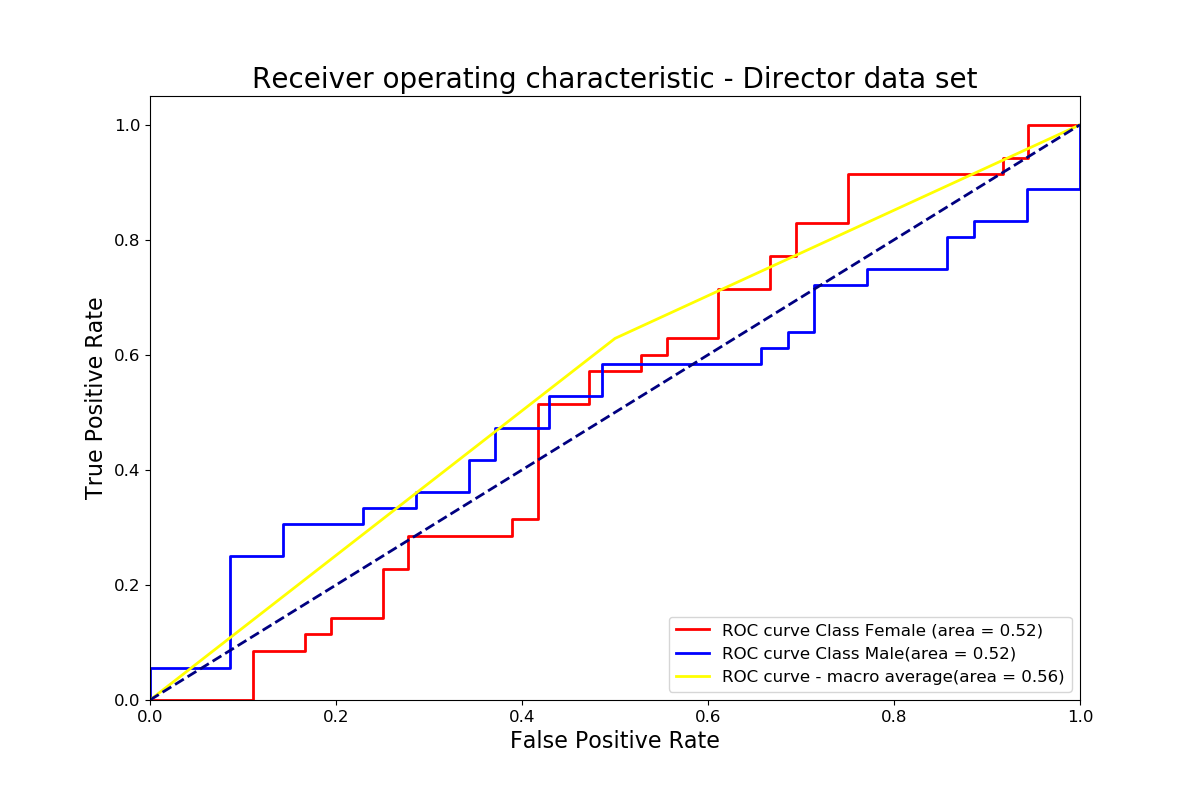 Receiver operating characteristic - Director data set
True Positive Rate
1.0
0.8
0.6
0.4
0.2
0.0
0.0 0.2 0.4 0.6 0.8 1.0
False Positive Rate
ROC curve Class Female (area = 0.52)
ROC curve Class Male(area = 0.52)
ROC curve - macro average(area = 0.56)